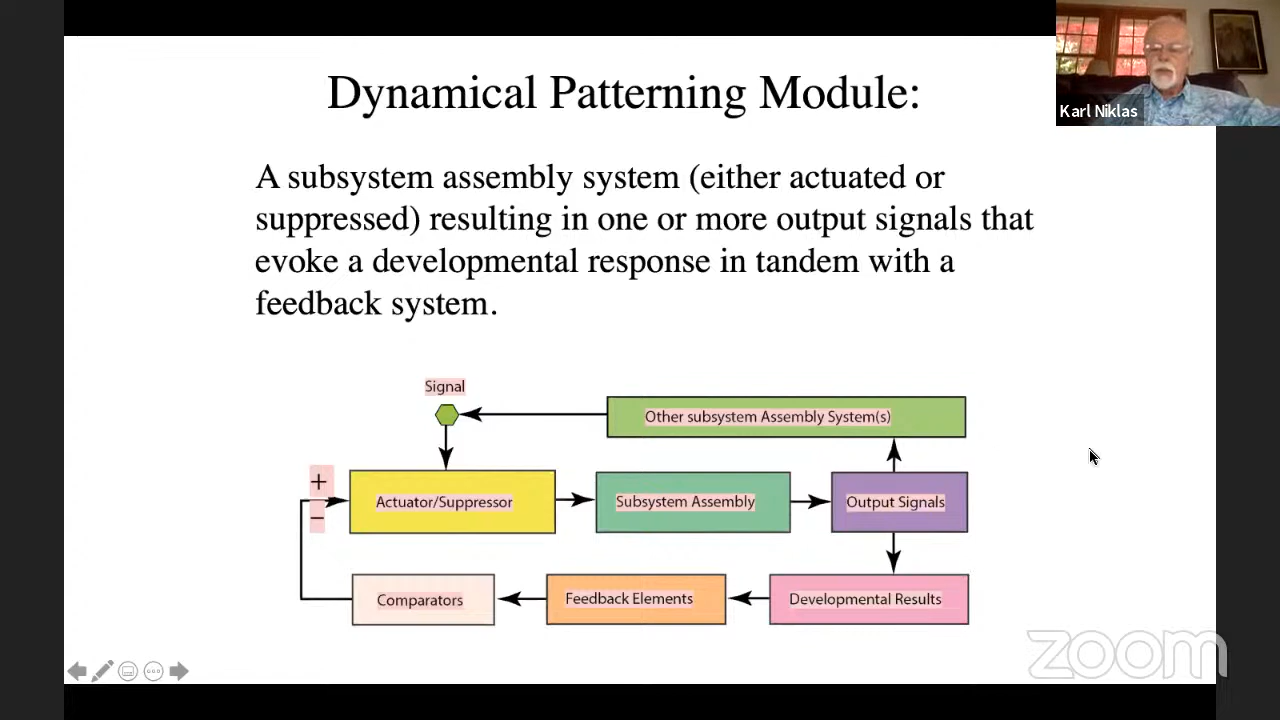 Dynamical Patterning Module:
Karl Niklas
A subsystem assembly system (either actuated or
suppressed) resulting in one or more output signals that
evoke a developmental response in tandem with a
feedback system.
Signal
Other subsystem Assembly System(s)
+
Actuator/Suppressor
Subsystem Assembly
Output Signals
−
Comparators
Feedback Elements
Developmental Results
zoom